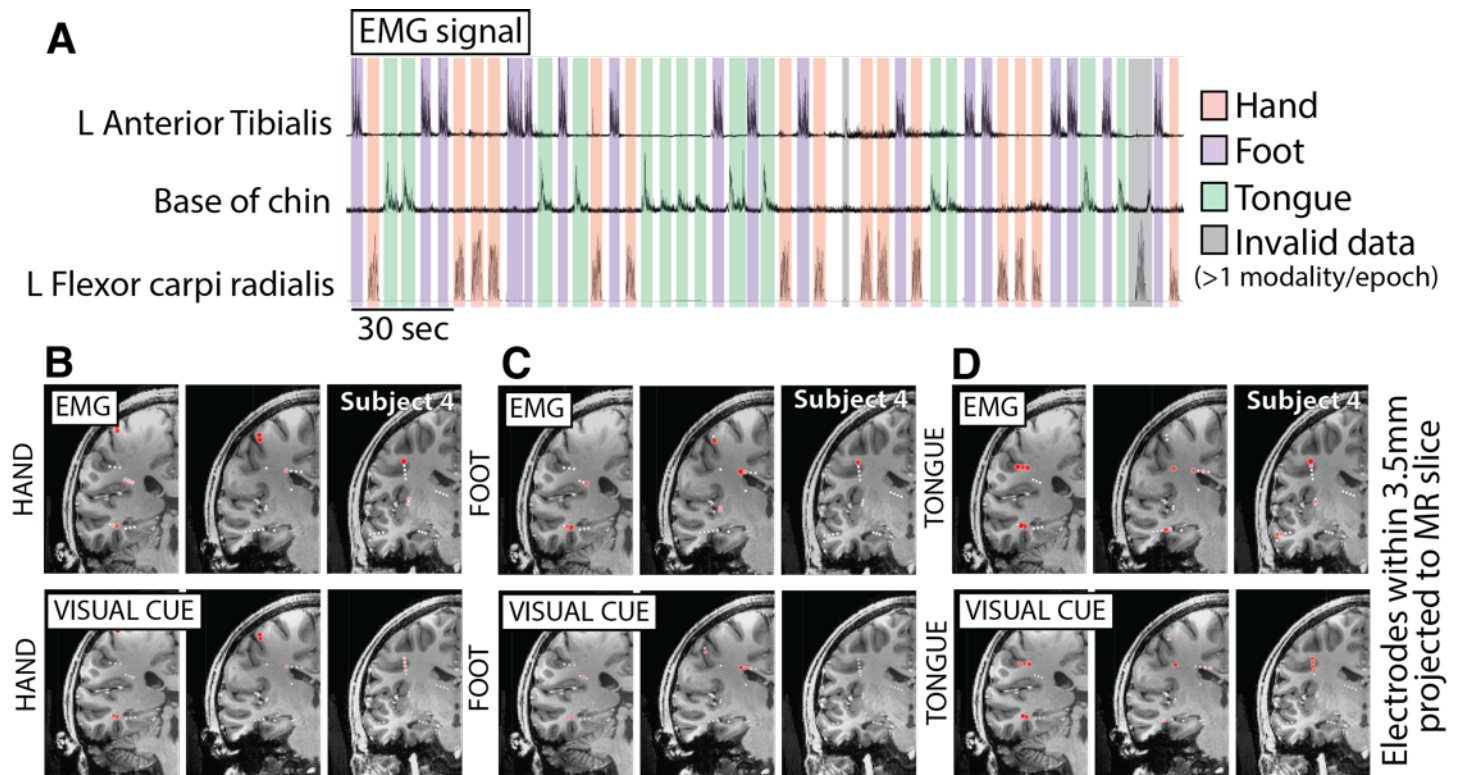 A
EMG signal
L Anterior Tibialis
Base of chin
L Flexor carpi radialis
30 sec
Hand
Foot
Tongue
Invalid data
(>1 modality/epoch)
B
HAND
EMG
Subject 4
HAND
VISUAL CUE
C
FOOT
EMG
Subject 4
FOOT
VISUAL CUE
D
TONGUE
EMG
Subject 4
TONGUE
VISUAL CUE
Electrodes within 3.5mm
projected to MR slice